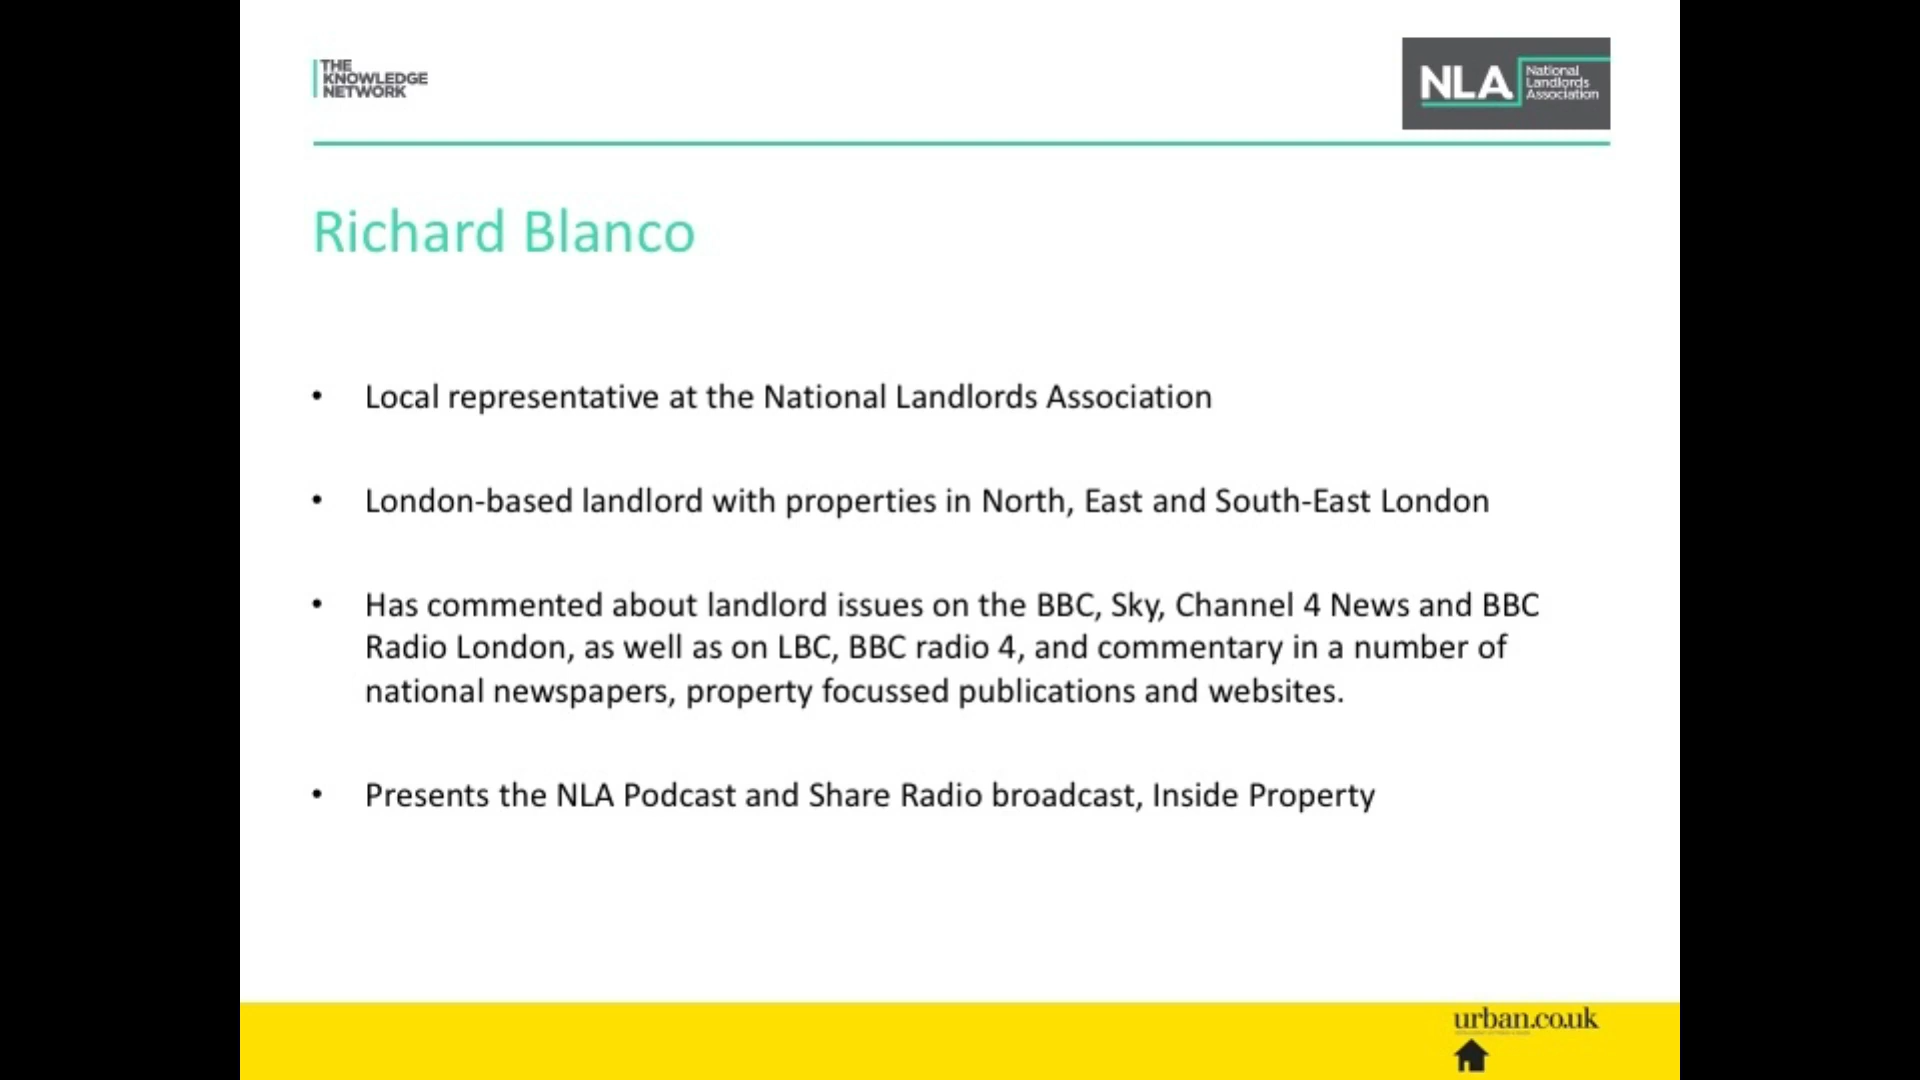 THE
KNOWLEDGE
NETWORK
NLA
National
Landlords
Association
Richard Blanco
• Local representative at the National Landlords Association
• London-based landlord with properties in North, East and South-East London
• Has commented about landlord issues on the BBC, Sky, Channel 4 News and BBC
Radio London, as well as on LBC, BBC radio 4, and commentary in a number of
national newspapers, property focussed publications and websites.
• Presents the NLA Podcast and Share Radio broadcast, Inside Property
urban.co.uk